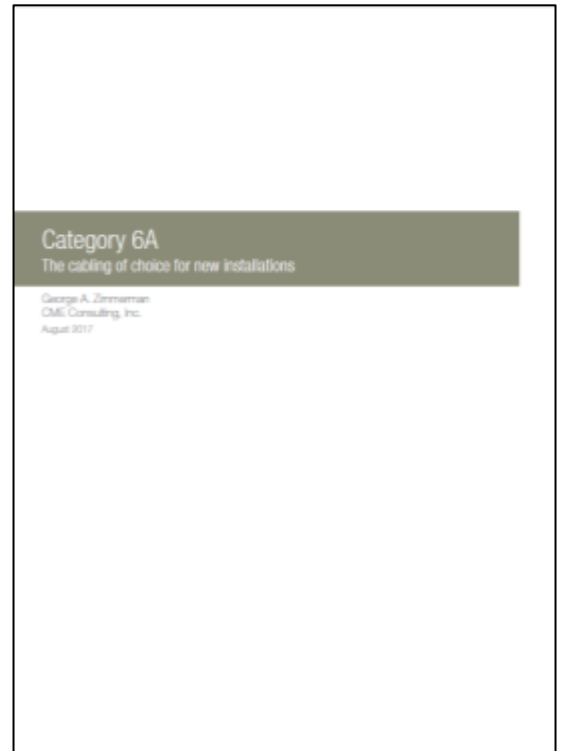 Category 6A
The cabling of choice for new installations
George A. Zimmerman
CME Consulting, Inc.
August 2017